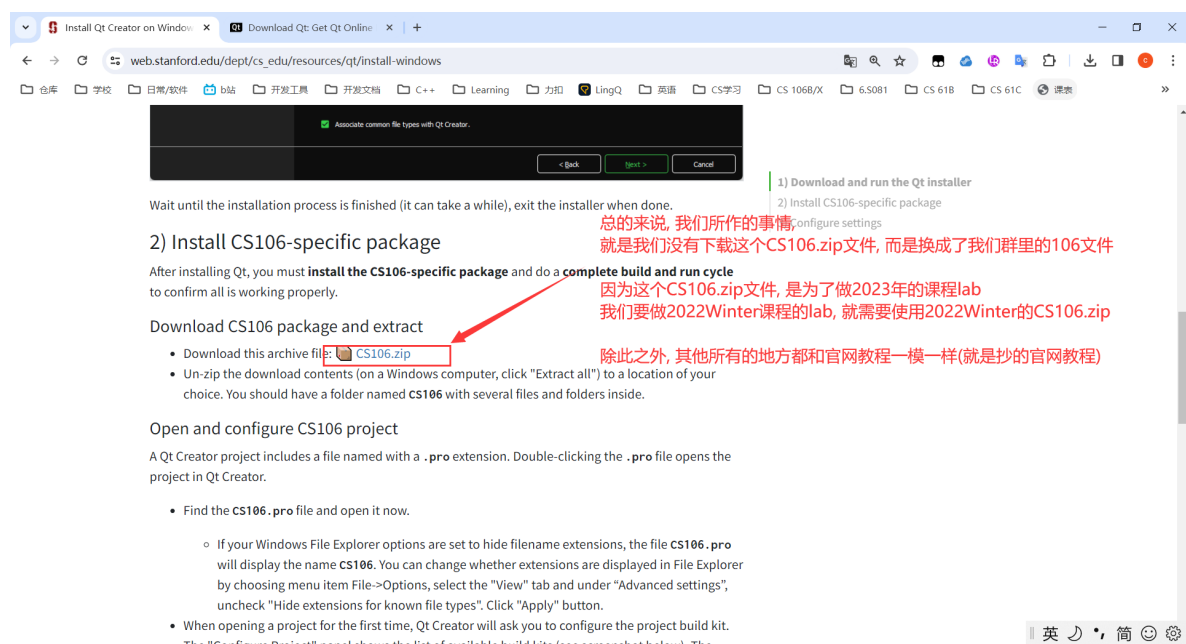 Install Qt Creator on Window
Download Qt: Get Qt Online
web.stanford.edu/dept/cs_edu/resources/qt/install-windows
仓库 学校 日常/软件 b站 开发工具 开发文档 C++ Learning 力扣 LingQ 英语 CS学习 CS 106B/X 6.S081 CS 61B CS 61C 课表 »
Associate common file types with Qt Creator.
< Back Next > Cancel
Wait until the installation process is finished (it can take a while), exit the installer when done.
2) Install CS106-specific package
After installing Qt, you must install the CS106-specific package and do a complete build and run cycle
to confirm all is working properly.
Download CS106 package and extract
• Download this archive file: CS106.zip
• Un-zip the download contents (on a Windows computer, click "Extract all") to a location of your
choice. You should have a folder named CS106 with several files and folders inside.
Open and configure CS106 project
A Qt Creator project includes a file named with a .pro extension. Double-clicking the .pro file opens the
project in Qt Creator.
• Find the CS106.pro file and open it now.
If your Windows File Explorer options are set to hide filename extensions, the file CS106.pro
will display the name CS106. You can change whether extensions are displayed in File Explorer
by choosing menu item File->Options, select the "View" tab and under “Advanced settings”,
uncheck "Hide extensions for known file types". Click "Apply" button.
• When opening a project for the first time, Qt Creator will ask you to configure the project build kit.
1) Download and run the Qt installer
2) Install CS106-specific package
Configure settings
总的来说, 我们所作的事情,
就是我们没有下载这个CS106.zip文件, 而是换成了我们群里的106文件
因为这个CS106.zip文件, 是为了做2023年的课程lab
我们要做2022Winter课程的lab, 就需要使用2022Winter的CS106.zip
除此之外, 其他所有的地方都和官网教程一模一样(就是抄的官网教程)
英 简